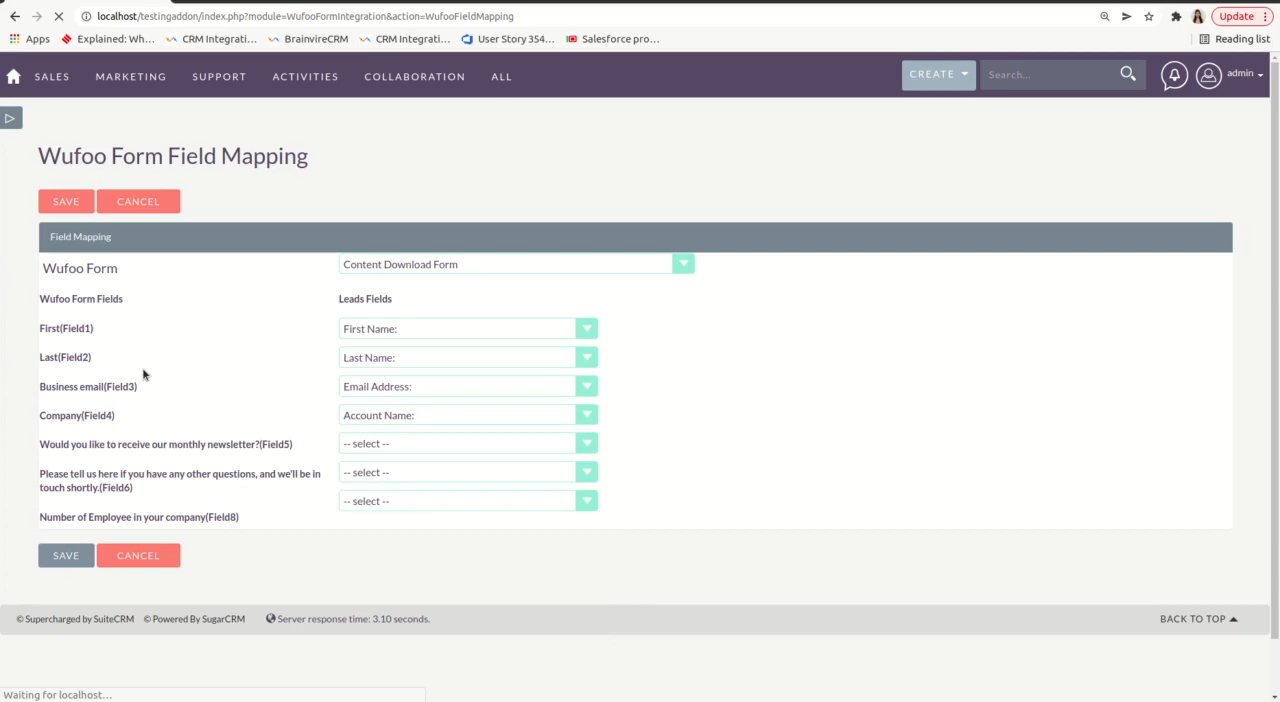 localhost/testingaddon/index.php?module=WufooFormIntegration&action=WufooFieldMapping
Update
Apps Explained: Wh... CRM Integrati... BrainvireCRM CRM Integrati... User Story 354... Salesforce pro... Reading list
SALES MARKETING SUPPORT ACTIVITIES COLLABORATION ALL CREATE Search... admin
Wufoo Form Field Mapping
SAVE CANCEL
Field Mapping
Wufoo Form Content Download Form
Wufoo Form Fields Leads Fields
First(Field1) First Name:
Last(Field2) Last Name:
Business email(Field3) Email Address:
Company(Field4) Account Name:
Would you like to receive our monthly newsletter?(Field5) -- select --
Please tell us here if you have any other questions, and we'll be in -- select --
touch shortly.(Field6)
-- select --
Number of Employee in your company(Field8)
SAVE CANCEL
© Supercharged by SuiteCRM © Powered By SugarCRM Server response time: 3.10 seconds. BACK TO TOP
Waiting for localhost...